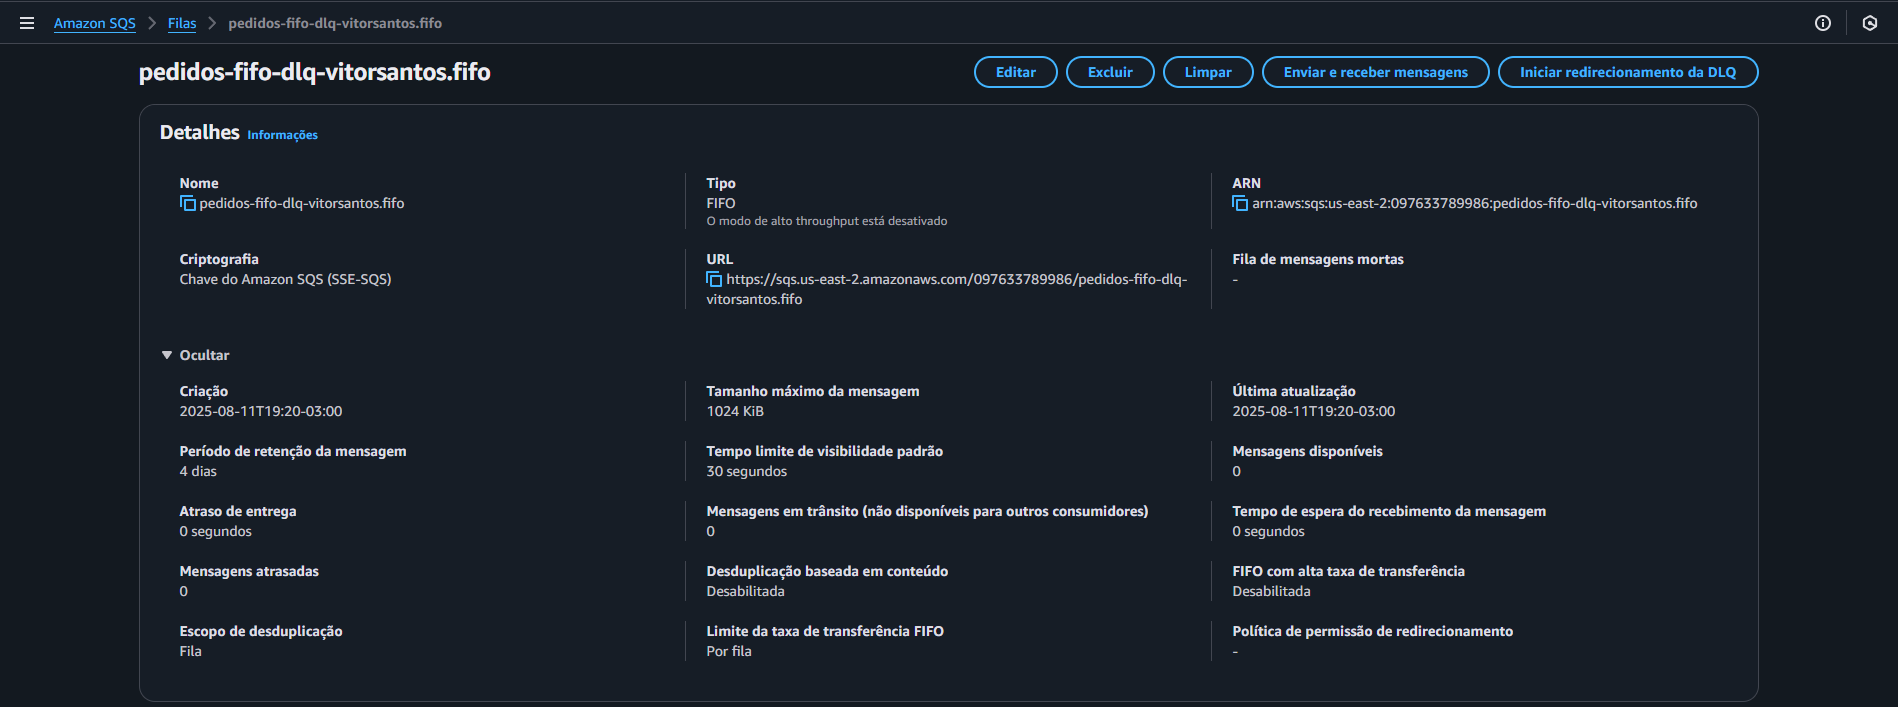 Amazon SQS > Filas > pedidos-fifo-dlq-vitorsantos.fifo
pedidos-fifo-dlq-vitorsantos.fifo
Editar
Excluir
Limpar
Enviar e receber mensagens
Iniciar redirecionamento da DLQ
Detalhes Informações
Nome
pedidos-fifo-dlq-vitorsantos.fifo
Tipo
FIFO
O modo de alto throughput está desativado
ARN
arn:aws:sqs:us-east-2:097633789986:pedidos-fifo-dlq-vitorsantos.fifo
Criptografia
Chave do Amazon SQS (SSE-SQS)
URL
https://sqs.us-east-2.amazonaws.com/097633789986/pedidos-fifo-dlq-
vitorsantos.fifo
Fila de mensagens mortas
-
Ocultar
Criação
2025-08-11T19:20-03:00
Tamanho máximo da mensagem
1024 KiB
Última atualização
2025-08-11T19:20-03:00
Período de retenção da mensagem
4 dias
Tempo limite de visibilidade padrão
30 segundos
Mensagens disponíveis
0
Atraso de entrega
0 segundos
Mensagens em trânsito (não disponíveis para outros consumidores)
0
Tempo de espera do recebimento da mensagem
0 segundos
Mensagens atrasadas
0
Desduplicação baseada em conteúdo
Desabilitada
FIFO com alta taxa de transferência
Desabilitada
Escopo de desduplicação
Fila
Limite da taxa de transferência FIFO
Por fila
Política de permissão de redirecionamento
-